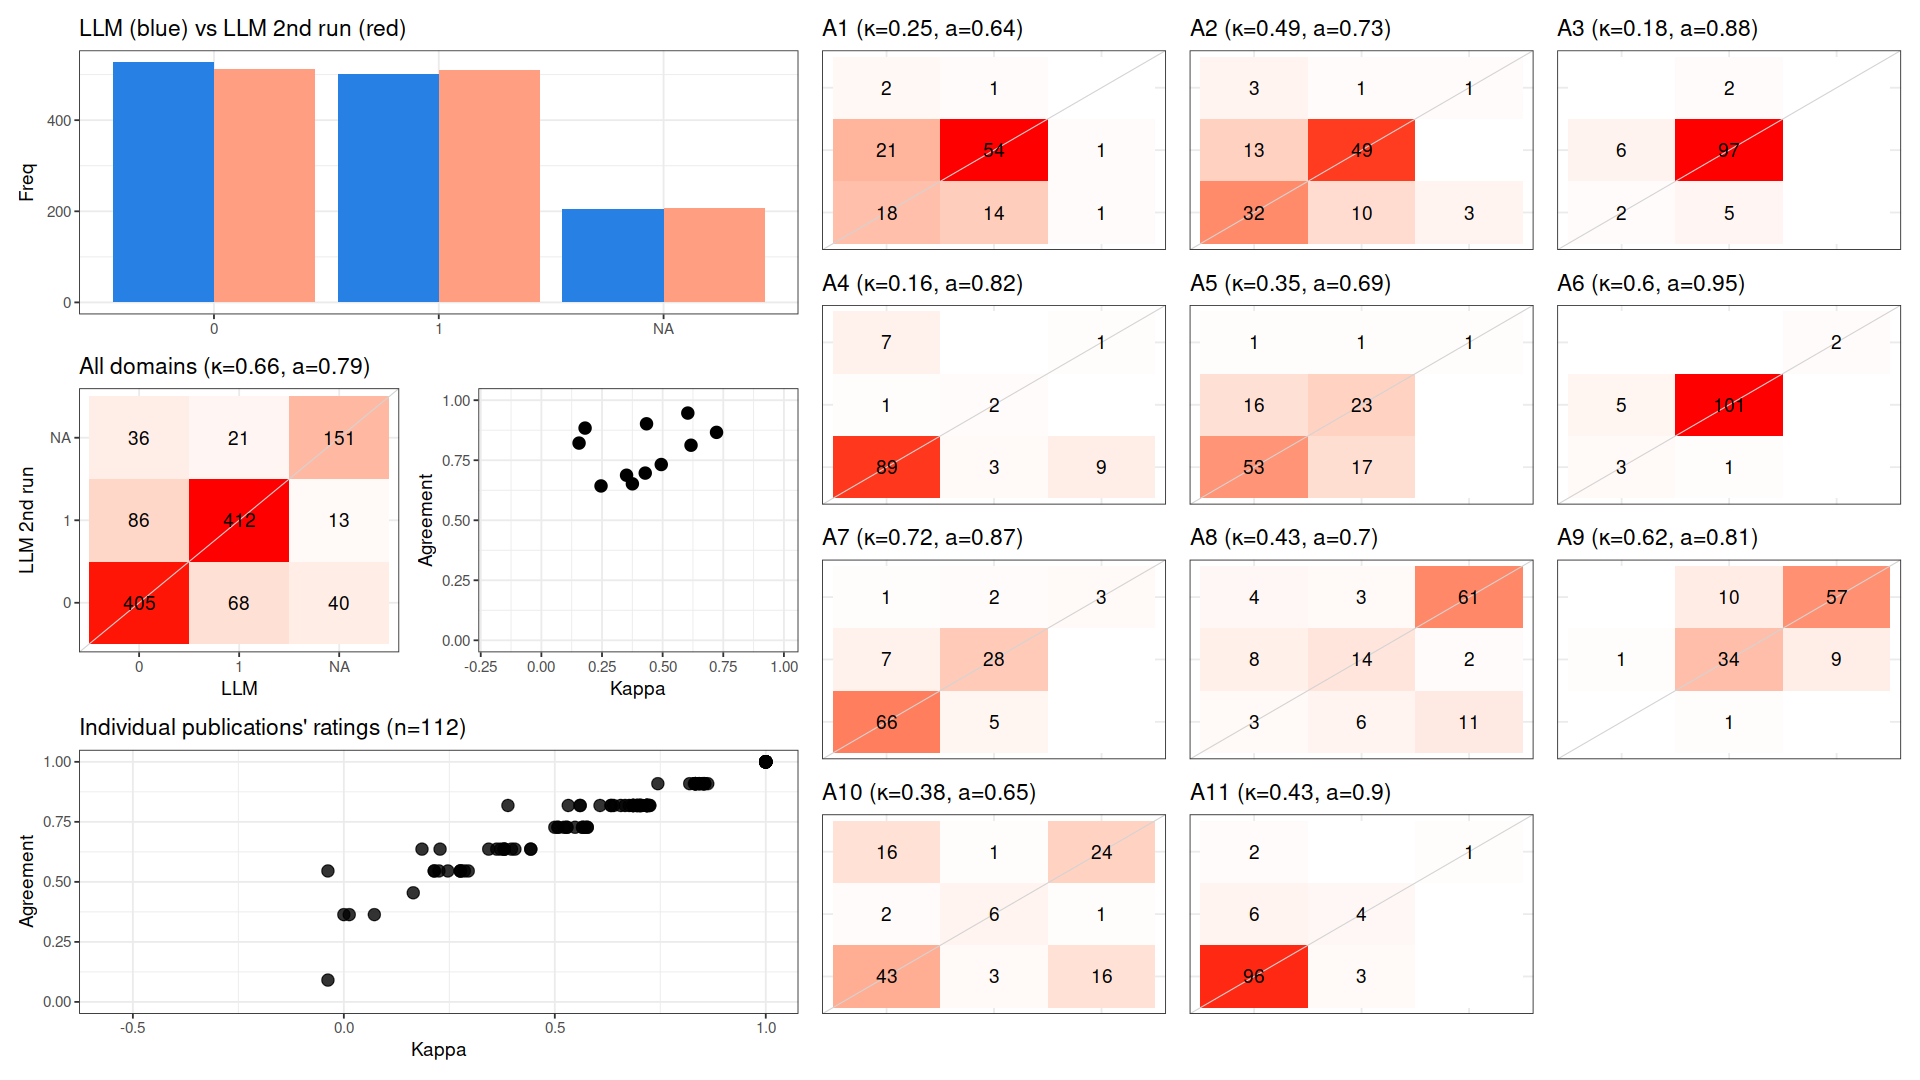 LLM (blue) vs LLM 2nd run (red)
Freq
400
200
0
0 1 NA
All domains (κ=0.66, a=0.79)
LLM 2nd run
NA 36 21 151
1 86 412 13
0 405 68 40
0 1 NA
LLM
Agreement
1.00
0.75
0.50
0.25
0.00
-0.25 0.00 0.25 0.50 0.75 1.00
Kappa
Individual publications' ratings (n=112)
Agreement
1.00
0.75
0.50
0.25
0.00
-0.5 0.0 0.5 1.0
Kappa
A1 (κ=0.25, a=0.64)
2 1
21 54 1
18 14 1
A2 (κ=0.49, a=0.73)
3 1 1
13 49
32 10 3
A3 (κ=0.18, a=0.88)
2
6 97
2 5
A4 (κ=0.16, a=0.82)
7 1
1 2
89 3 9
A5 (κ=0.35, a=0.69)
1 1 1
16 23
53 17
A6 (κ=0.6, a=0.95)
2
5 101
3 1
A7 (κ=0.72, a=0.87)
1 2 3
7 28
66 5
A8 (κ=0.43, a=0.7)
4 3 61
8 14 2
3 6 11
A9 (κ=0.62, a=0.81)
10 57
1 34 9
1
A10 (κ=0.38, a=0.65)
16 1 24
2 6 1
43 3 16
A11 (κ=0.43, a=0.9)
2 1
6 4
96 3